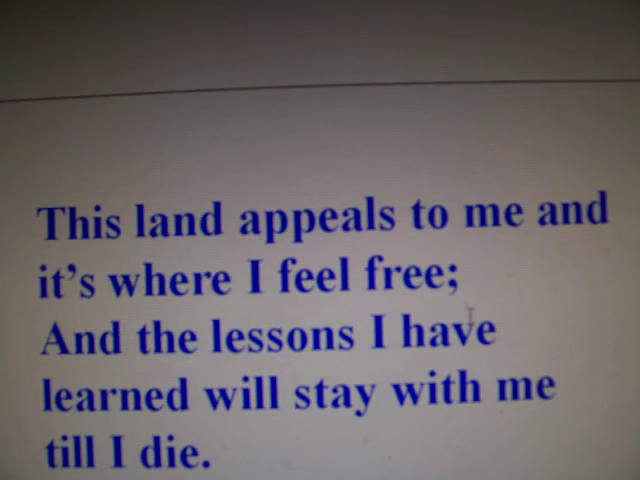 This land appeals to me and
it’s where I feel free;
And the lessons I have
learned will stay with me
till I die.